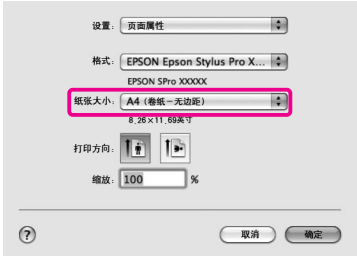 设置: 页面属性
格式: EPSON Epson Stylus Pro X...
EPSON SPro XXXXX
纸张大小: A4 (卷纸－无边距)
8.26×11.69英寸
打印方向:
缩放: 100 %
? 取消 确定